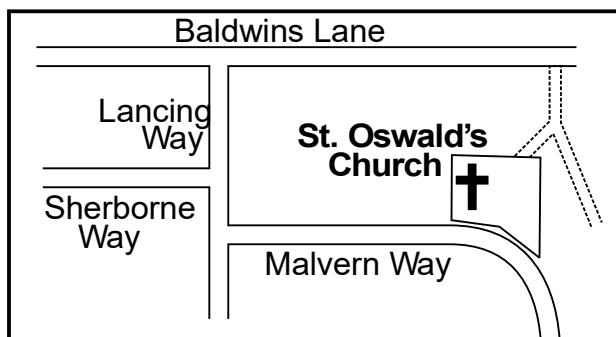 Baldwins Lane
Lancing
Way
St. Oswald's
Church
Sherborne
Way
Malvern Way